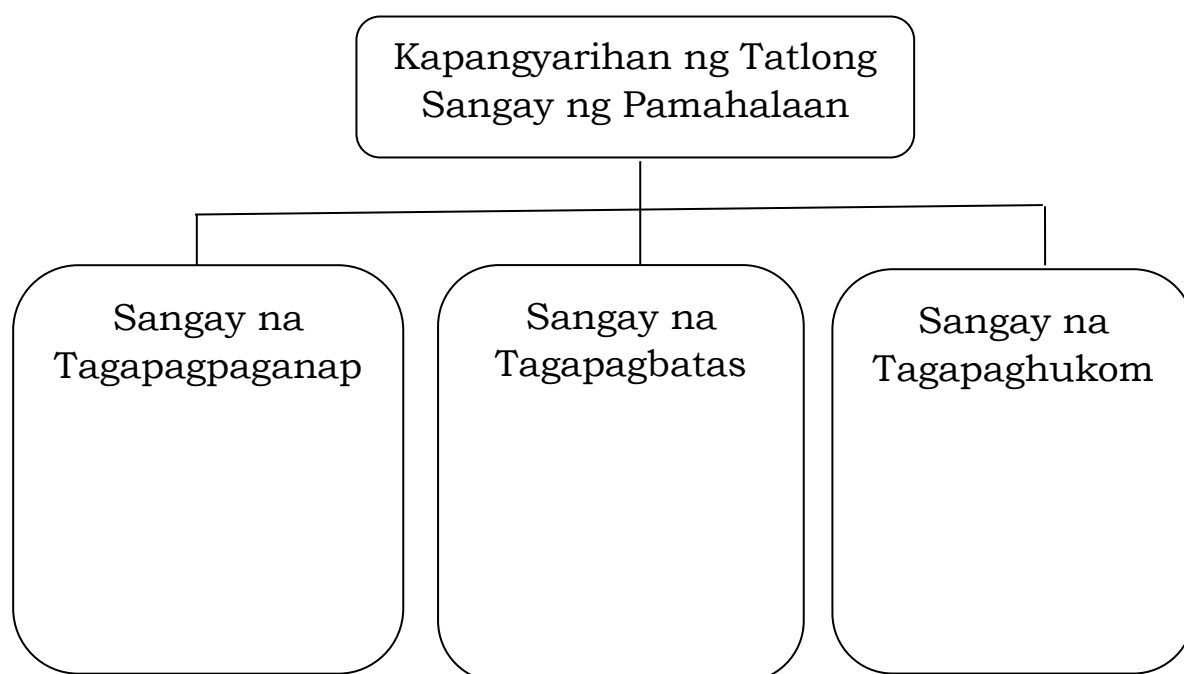 Kapangyarihan ng Tatlong
Sangay ng Pamahalaan
Sangay na
Tagapagpaganap
Sangay na
Tagapagbatas
Sangay na
Tagapaghukom